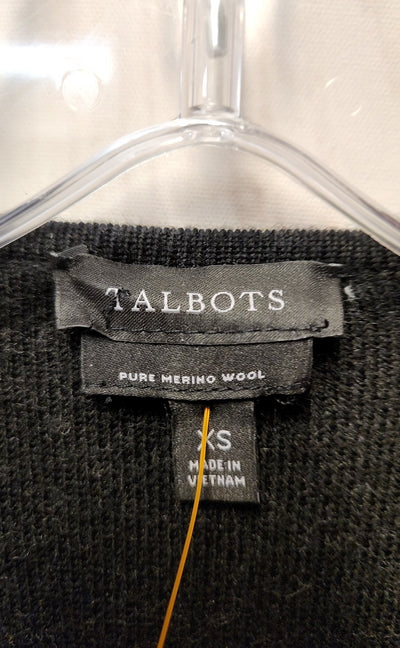 TALBOTS
PURE MERINO WOOL
XS
MADE IN
VIETNAM